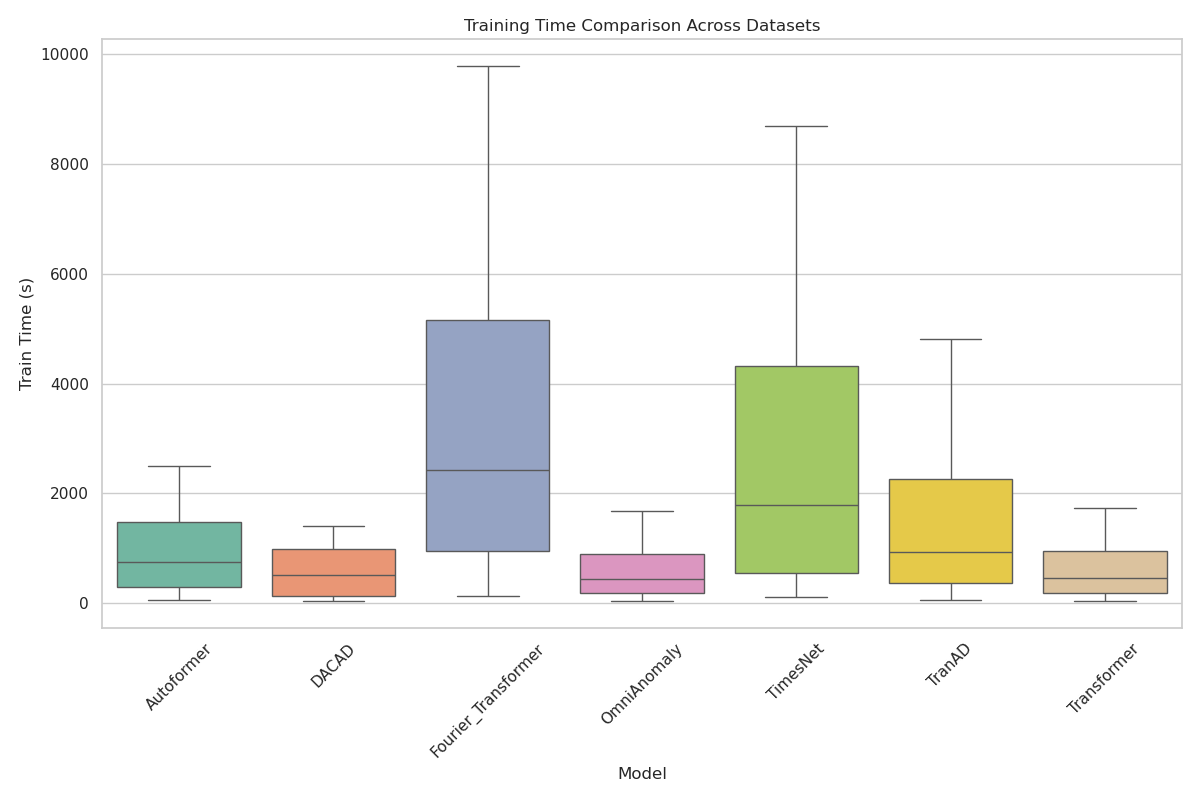 Training Time Comparison Across Datasets
Train Time (s)
10000
8000
6000
4000
2000
0
Autoformer
DACAD
Fourier_Transformer
OmniAnomaly
TimesNet
TranAD
Transformer
Model